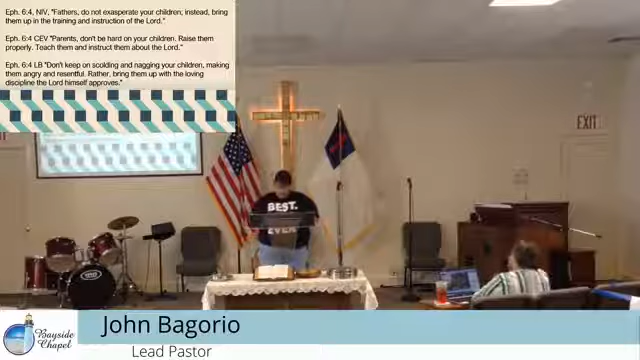 Eph. 6:4, NIV, "Fathers, do not exasperate your children; instead, bring
them up in the training and instruction of the Lord."
Eph. 6:4 CEV "Parents, don't be hard on your children. Raise them
properly. Teach them and instruct them about the Lord."
Eph. 6:4 LB "Don't keep on scolding and nagging your children, making
them angry and resentful. Rather, bring them up with the loving
discipline the Lord himself approves."
EXIT
BEST.
EVER.
Bayside
Chapel
John Bagorio
Lead Pastor